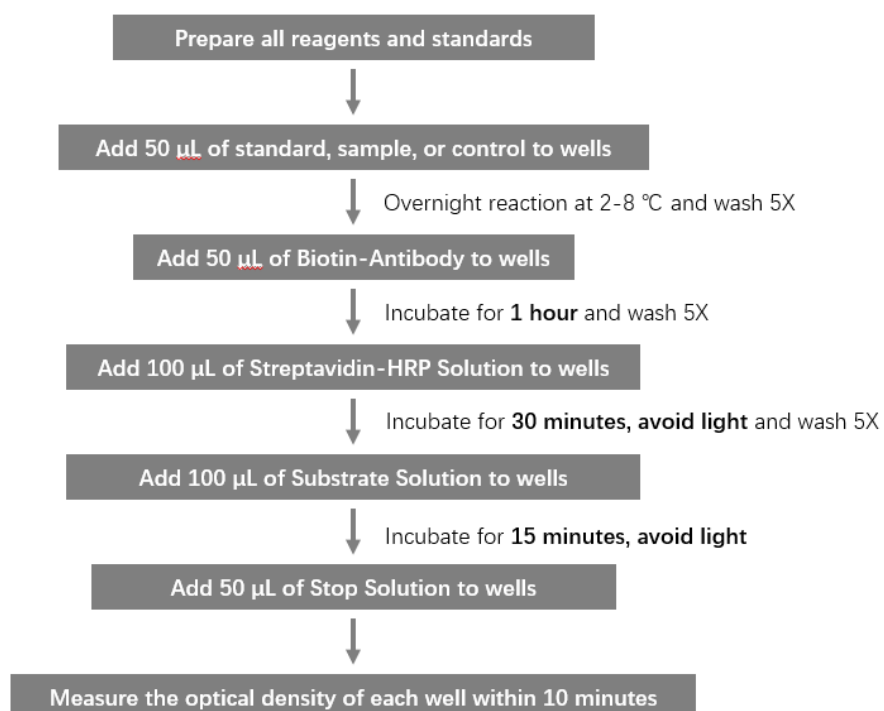 Prepare all reagents and standards
Add 50 μL of standard, sample, or control to wells
Overnight reaction at 2-8 ℃ and wash 5X
Add 50 μL of Biotin-Antibody to wells
Incubate for 1 hour and wash 5X
Add 100 μL of Streptavidin-HRP Solution to wells
Incubate for 30 minutes, avoid light and wash 5X
Add 100 μL of Substrate Solution to wells
Incubate for 15 minutes, avoid light
Add 50 μL of Stop Solution to wells
Measure the optical density of each well within 10 minutes